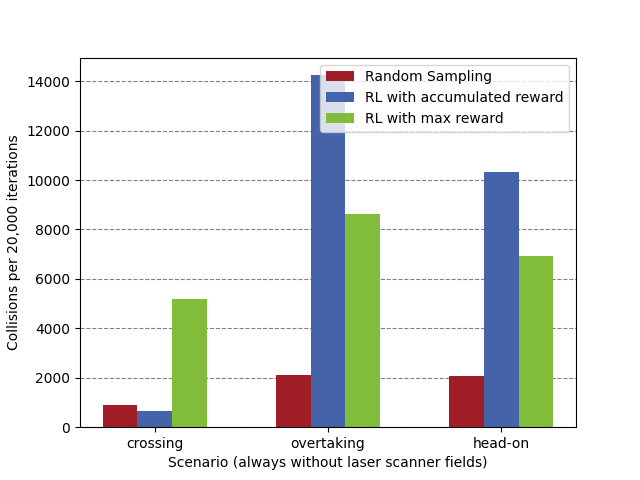 14000
12000
10000
8000
6000
4000
2000
0
Collisions per 20,000 iterations
Random Sampling
RL with accumulated reward
RL with max reward
crossing overtaking head-on
Scenario (always without laser scanner fields)